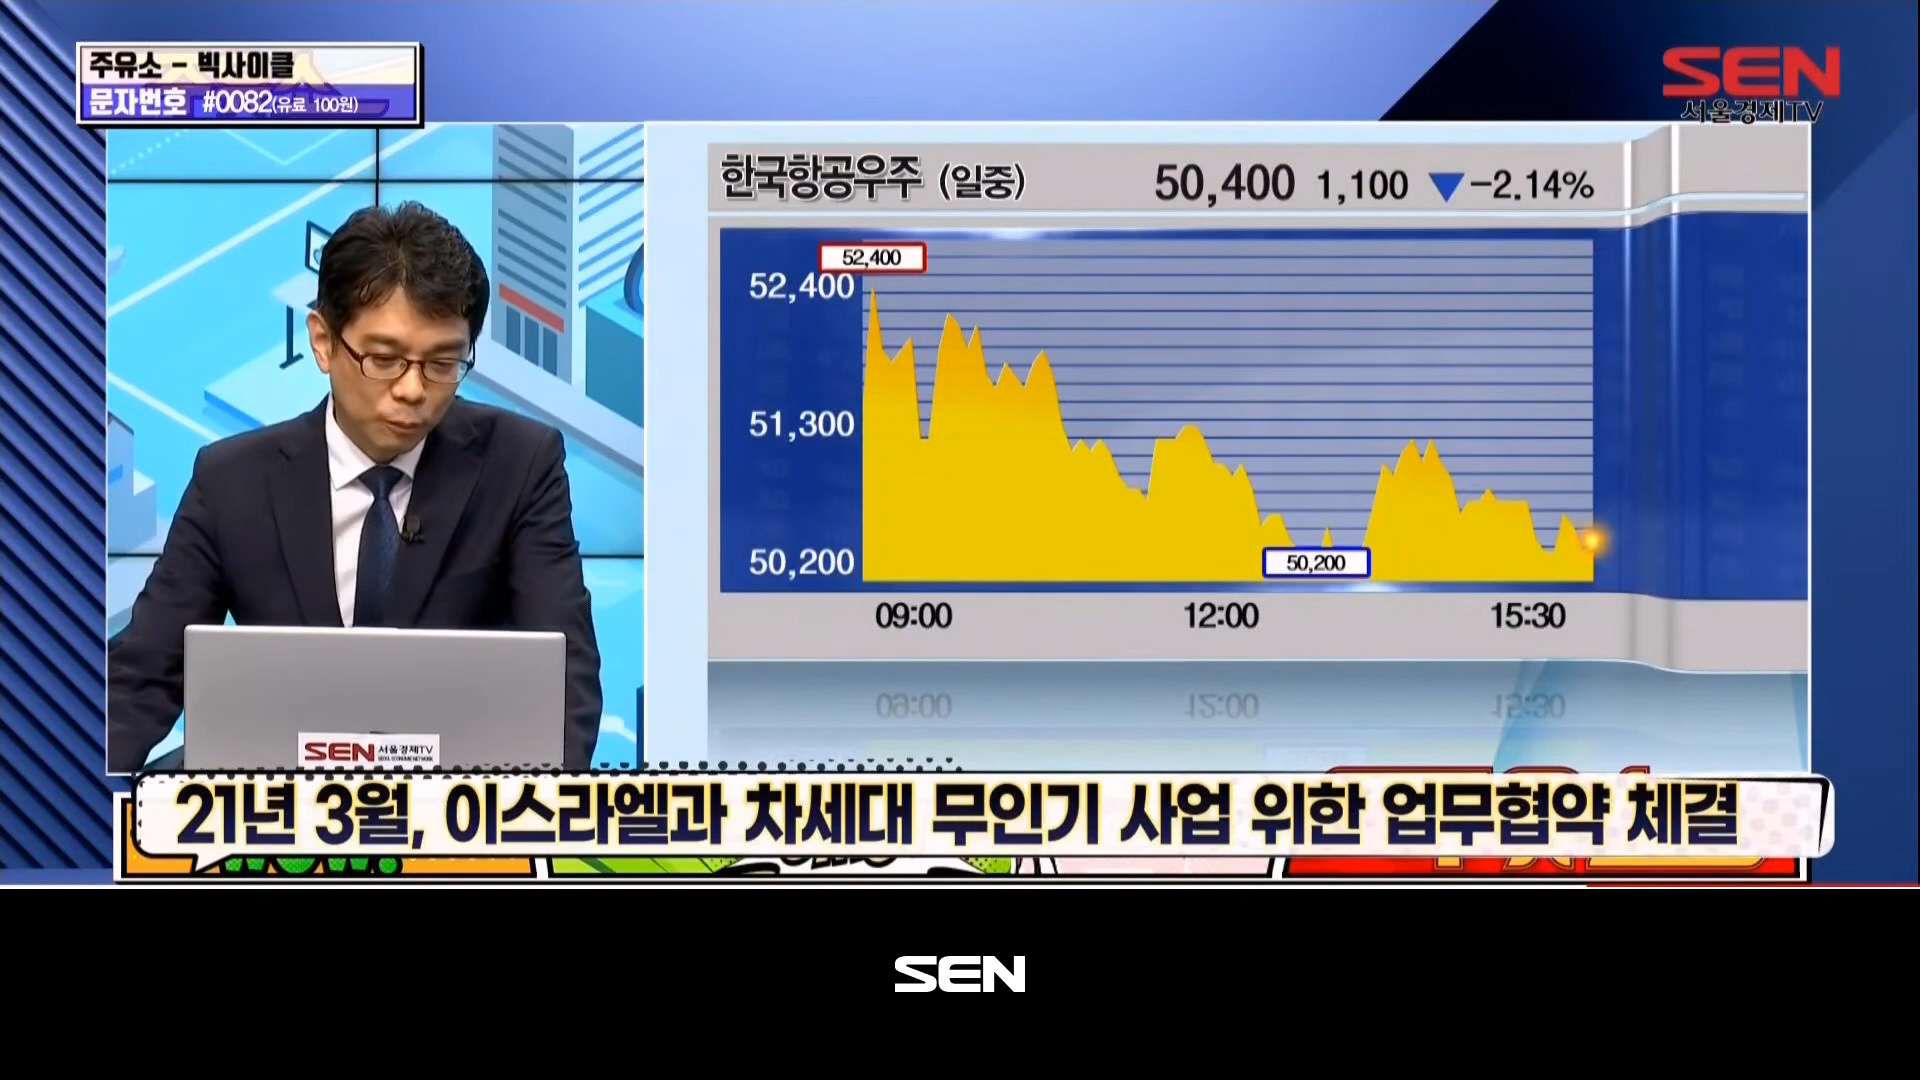 주유소 - 빅사이클
문자번호 #0082(유료 100원)
SEN
서울경제TV
한국항공우주 (일중) 50,400 1,100 ▼-2.14%
52,400
52,400
51,300
50,200
50,200
09:00 12:00 15:30
09:00 12:00 15:30
SEN 서울경제TV
21년 3월, 이스라엘과 차세대 무인기 사업 위한 업무협약 체결
WOW!
SEN